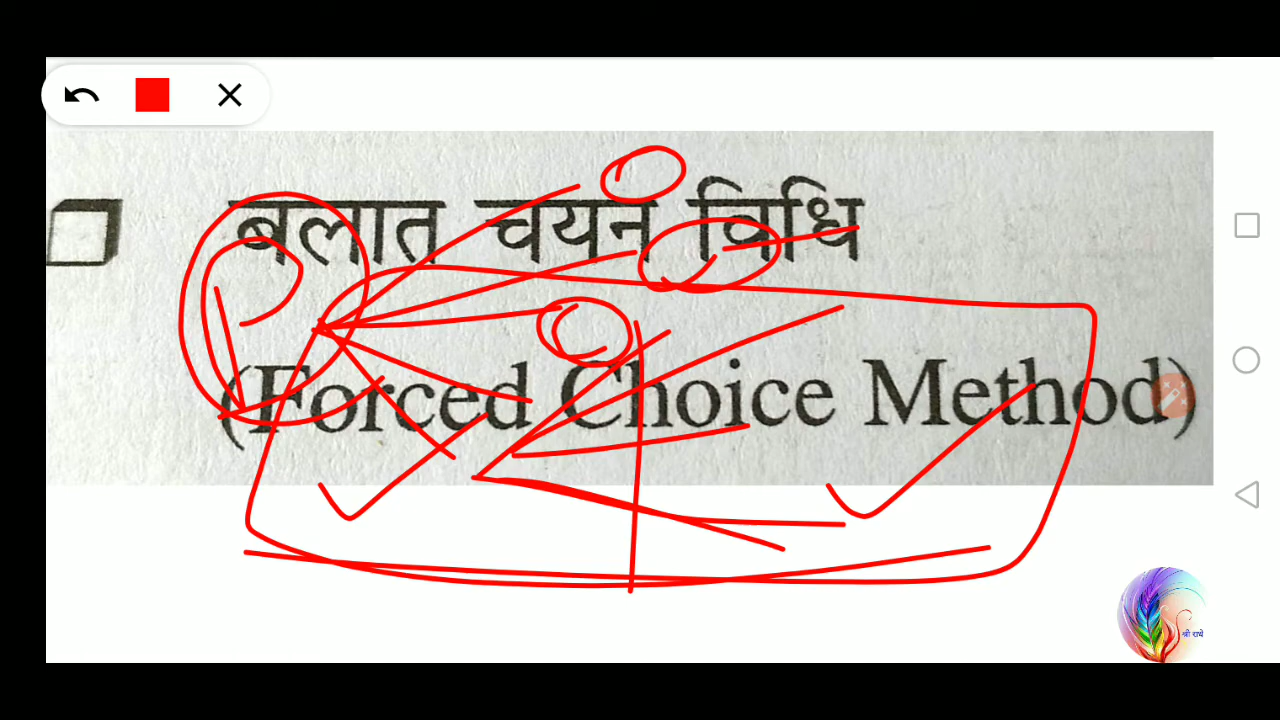 बलात चयन विधि
(Forced Choice Method)
श्री राधे